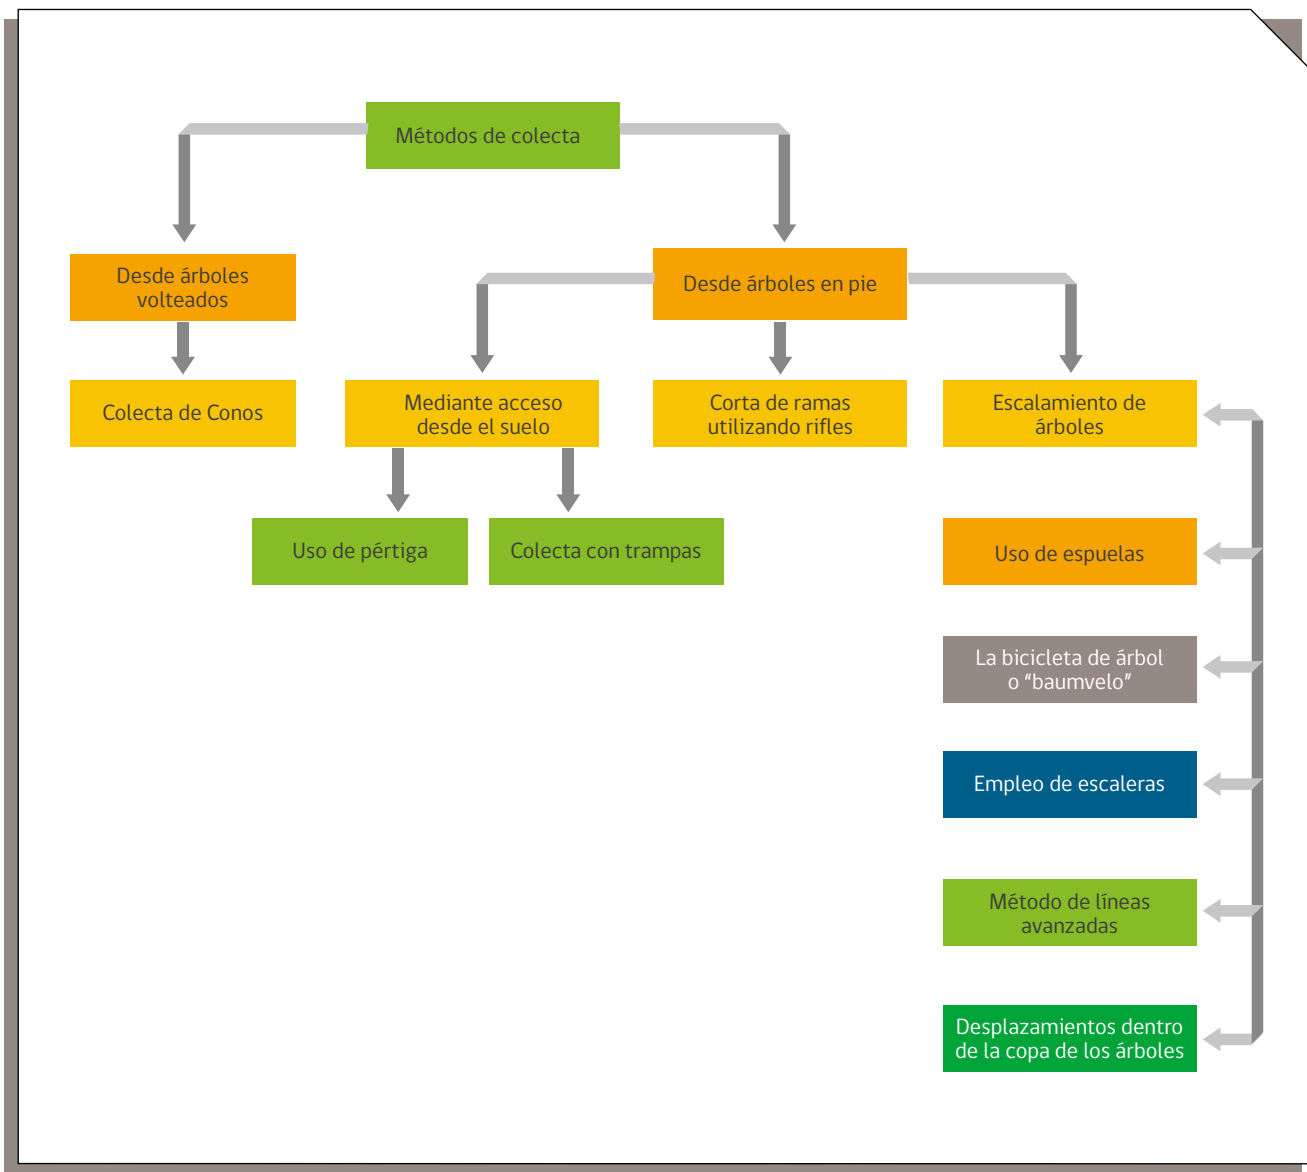 Métodos de colecta
Desde árboles
volteados
Desde árboles en pie
Colecta de Conos
Mediante acceso
desde el suelo
Corta de ramas
utilizando rifles
Escalamiento de
árboles
Uso de pértiga
Colecta con trampas
Uso de espuelas
La bicicleta de árbol
o “baumvelo”
Empleo de escaleras
Método de líneas
avanzadas
Desplazamientos dentro
de la copa de los árboles